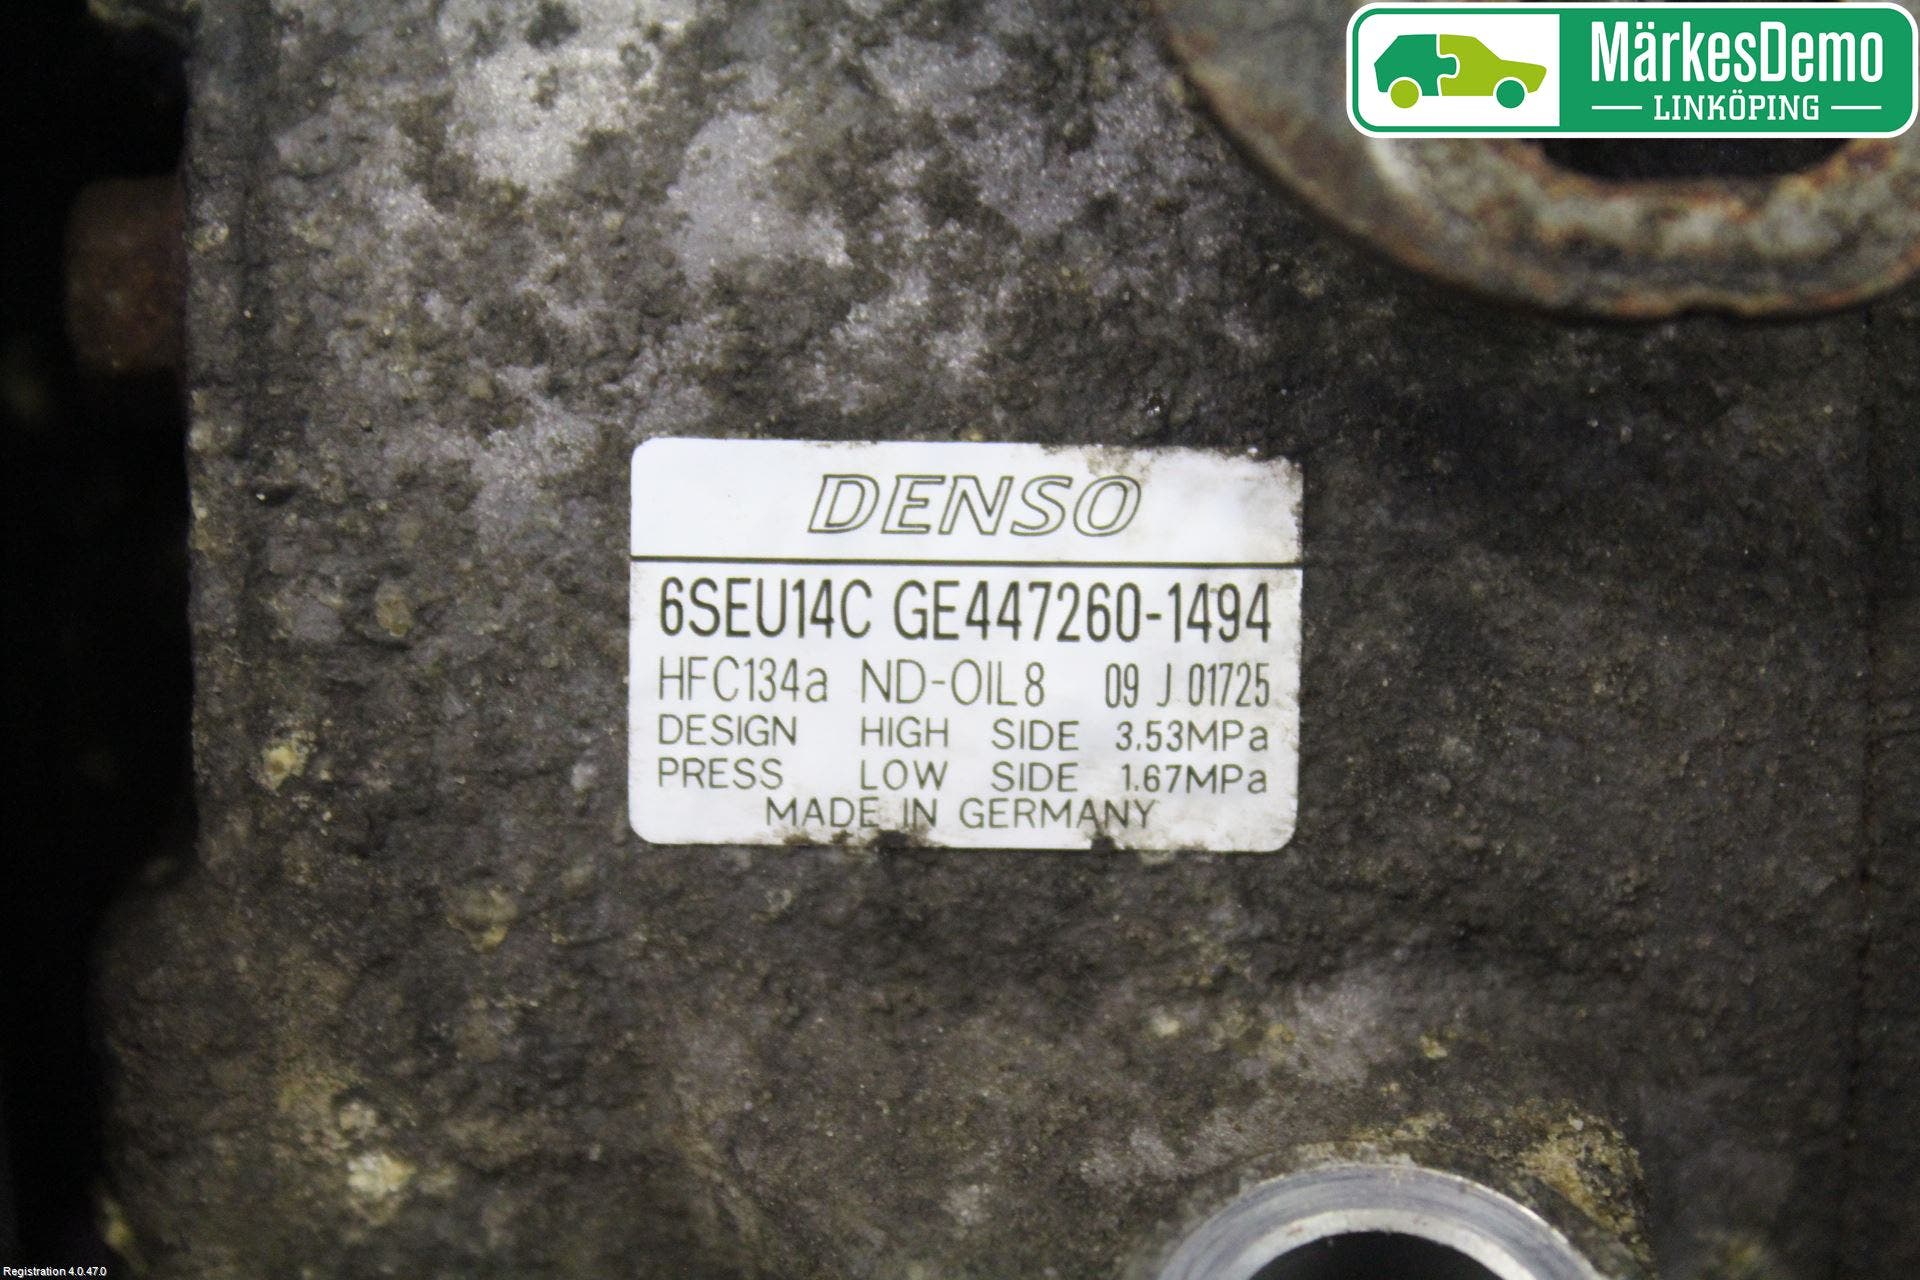 MärkesDemo
LINKÖPING
DENSO
6SEU14C GE447260-1494
HFC134a ND-OIL8 09 J 01725
DESIGN HIGH SIDE 3.53MPa
PRESS LOW SIDE 1.67MPa
MADE IN GERMANY
Registration 4.0.47.0